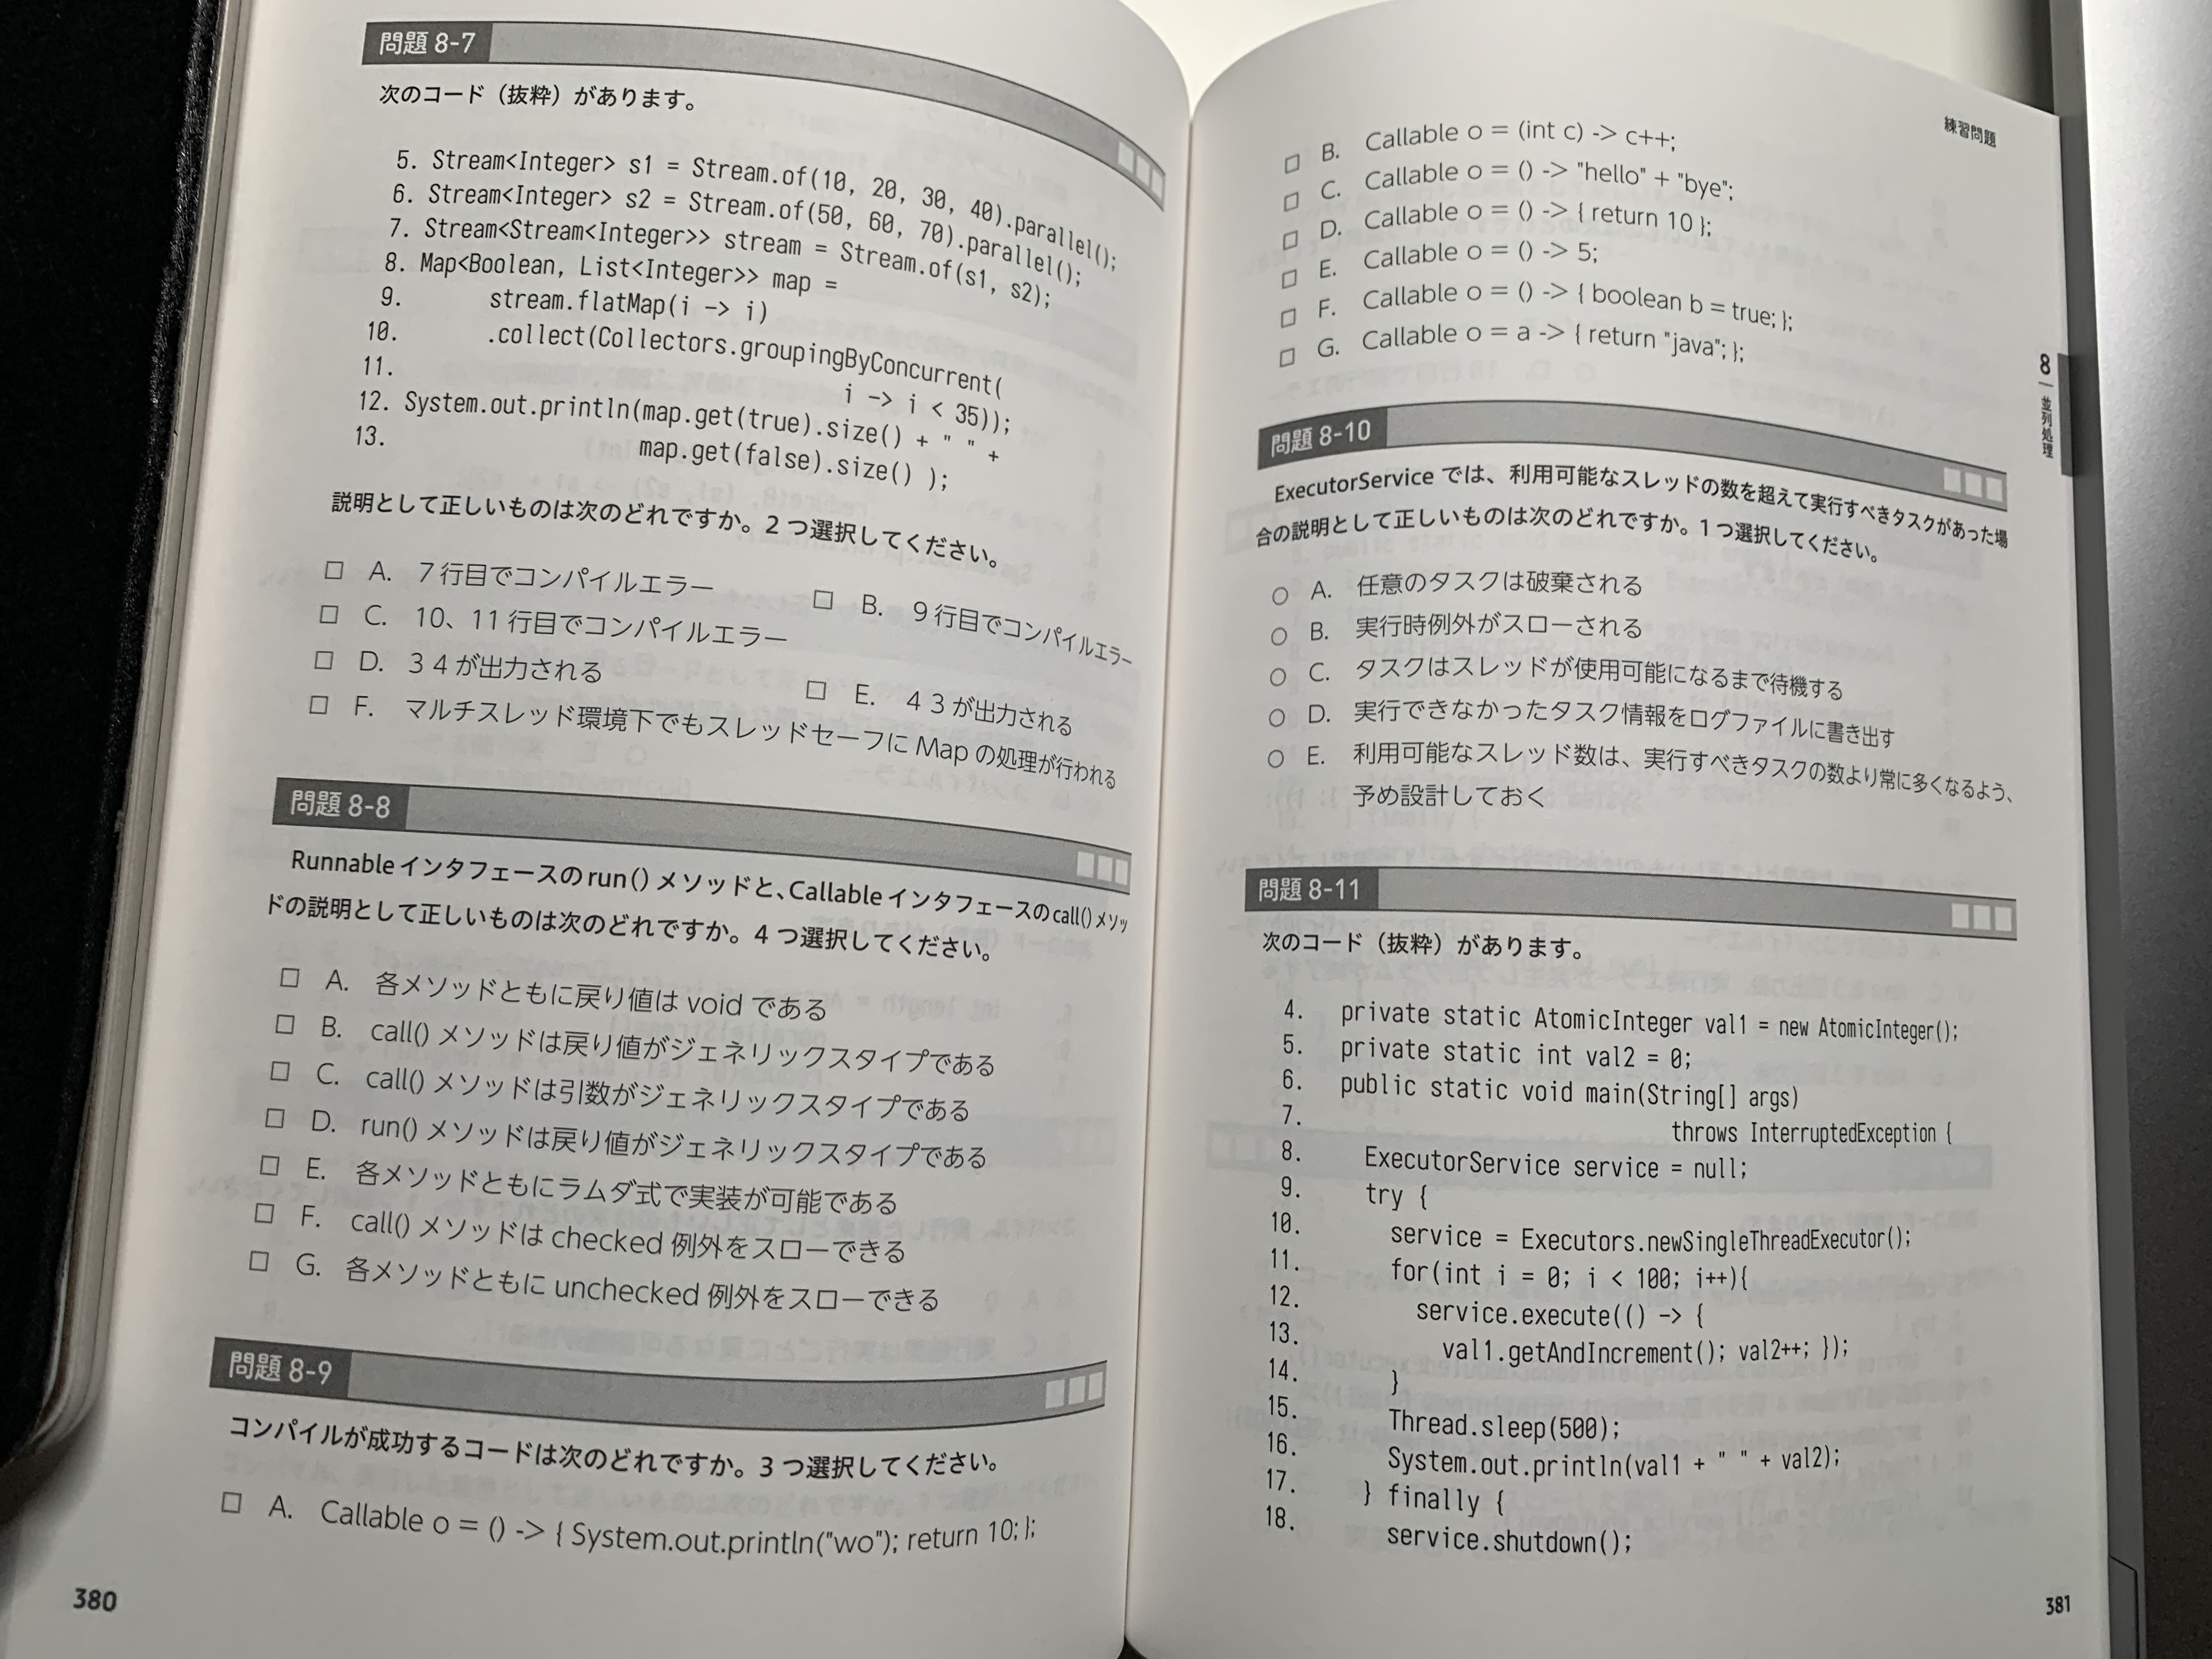 問題 8-7
次のコード（抜粋）があります。
5. Stream<Integer> s1 = Stream.of(10, 20, 30, 40).parallel();
6. Stream<Integer> s2 = Stream.of(50, 60, 70).parallel();
7. Stream<Stream<Integer>> stream = Stream.of(s1, s2);
8. Map<Boolean, List<Integer>> map =
9. stream.flatMap(i -> i)
10. .collect(Collectors.groupingByConcurrent(
11. i -> i < 35));
12. System.out.println(map.get(true).size() + " " +
13. map.get(false).size() );
説明として正しいものは次のどれですか。2 つ選択してください。
□ A. 7 行目でコンパイルエラー
□ B. 9 行目でコンパイルエラー
□ C. 10、11 行目でコンパイルエラー
□ D. 3 4 が出力される
□ E. 4 3 が出力される
□ F. マルチスレッド環境下でもスレッドセーフに Map の処理が行われる
問題 8-8
Runnable インタフェースの run() メソッドと、Callable インタフェースの call() メソッ
ドの説明として正しいものは次のどれですか。4 つ選択してください。
□ A. 各メソッドともに戻り値は void である
□ B. call() メソッドは戻り値がジェネリックスタイプである
□ C. call() メソッドは引数がジェネリックスタイプである
□ D. run() メソッドは戻り値がジェネリックスタイプである
□ E. 各メソッドともにラムダ式で実装が可能である
□ F. call() メソッドは checked 例外をスローできる
□ G. 各メソッドともに unchecked 例外をスローできる
問題 8-9
コンパイルが成功するコードは次のどれですか。3 つ選択してください。
□ A. Callable o = () -> { System.out.println("wo"); return 10; };
380
練習問題
□ B. Callable o = (int c) -> c++;
□ C. Callable o = () -> "hello" + "bye";
□ D. Callable o = () -> { return 10 };
□ E. Callable o = () -> 5;
□ F. Callable o = () -> { boolean b = true; };
□ G. Callable o = a -> { return "java"; };
8 並列処理
問題 8-10
ExecutorService では、利用可能なスレッドの数を超えて実行すべきタスクがあった場
合の説明として正しいものは次のどれですか。1 つ選択してください。
○ A. 任意のタスクは破棄される
○ B. 実行時例外がスローされる
○ C. タスクはスレッドが使用可能になるまで待機する
○ D. 実行できなかったタスク情報をログファイルに書き出す
○ E. 利用可能なスレッド数は、実行すべきタスクの数より常に多くなるよう、
予め設計しておく
問題 8-11
次のコード（抜粋）があります。
4. private static AtomicInteger val1 = new AtomicInteger();
5. private static int val2 = 0;
6. public static void main(String[] args)
7. throws InterruptedException {
8. ExecutorService service = null;
9. try {
10. service = Executors.newSingleThreadExecutor();
11. for(int i = 0; i < 100; i++){
12. service.execute(() -> {
13. val1.getAndIncrement(); val2++; });
14. }
15. Thread.sleep(500);
16. System.out.println(val1 + " " + val2);
17. } finally {
18. service.shutdown();
381